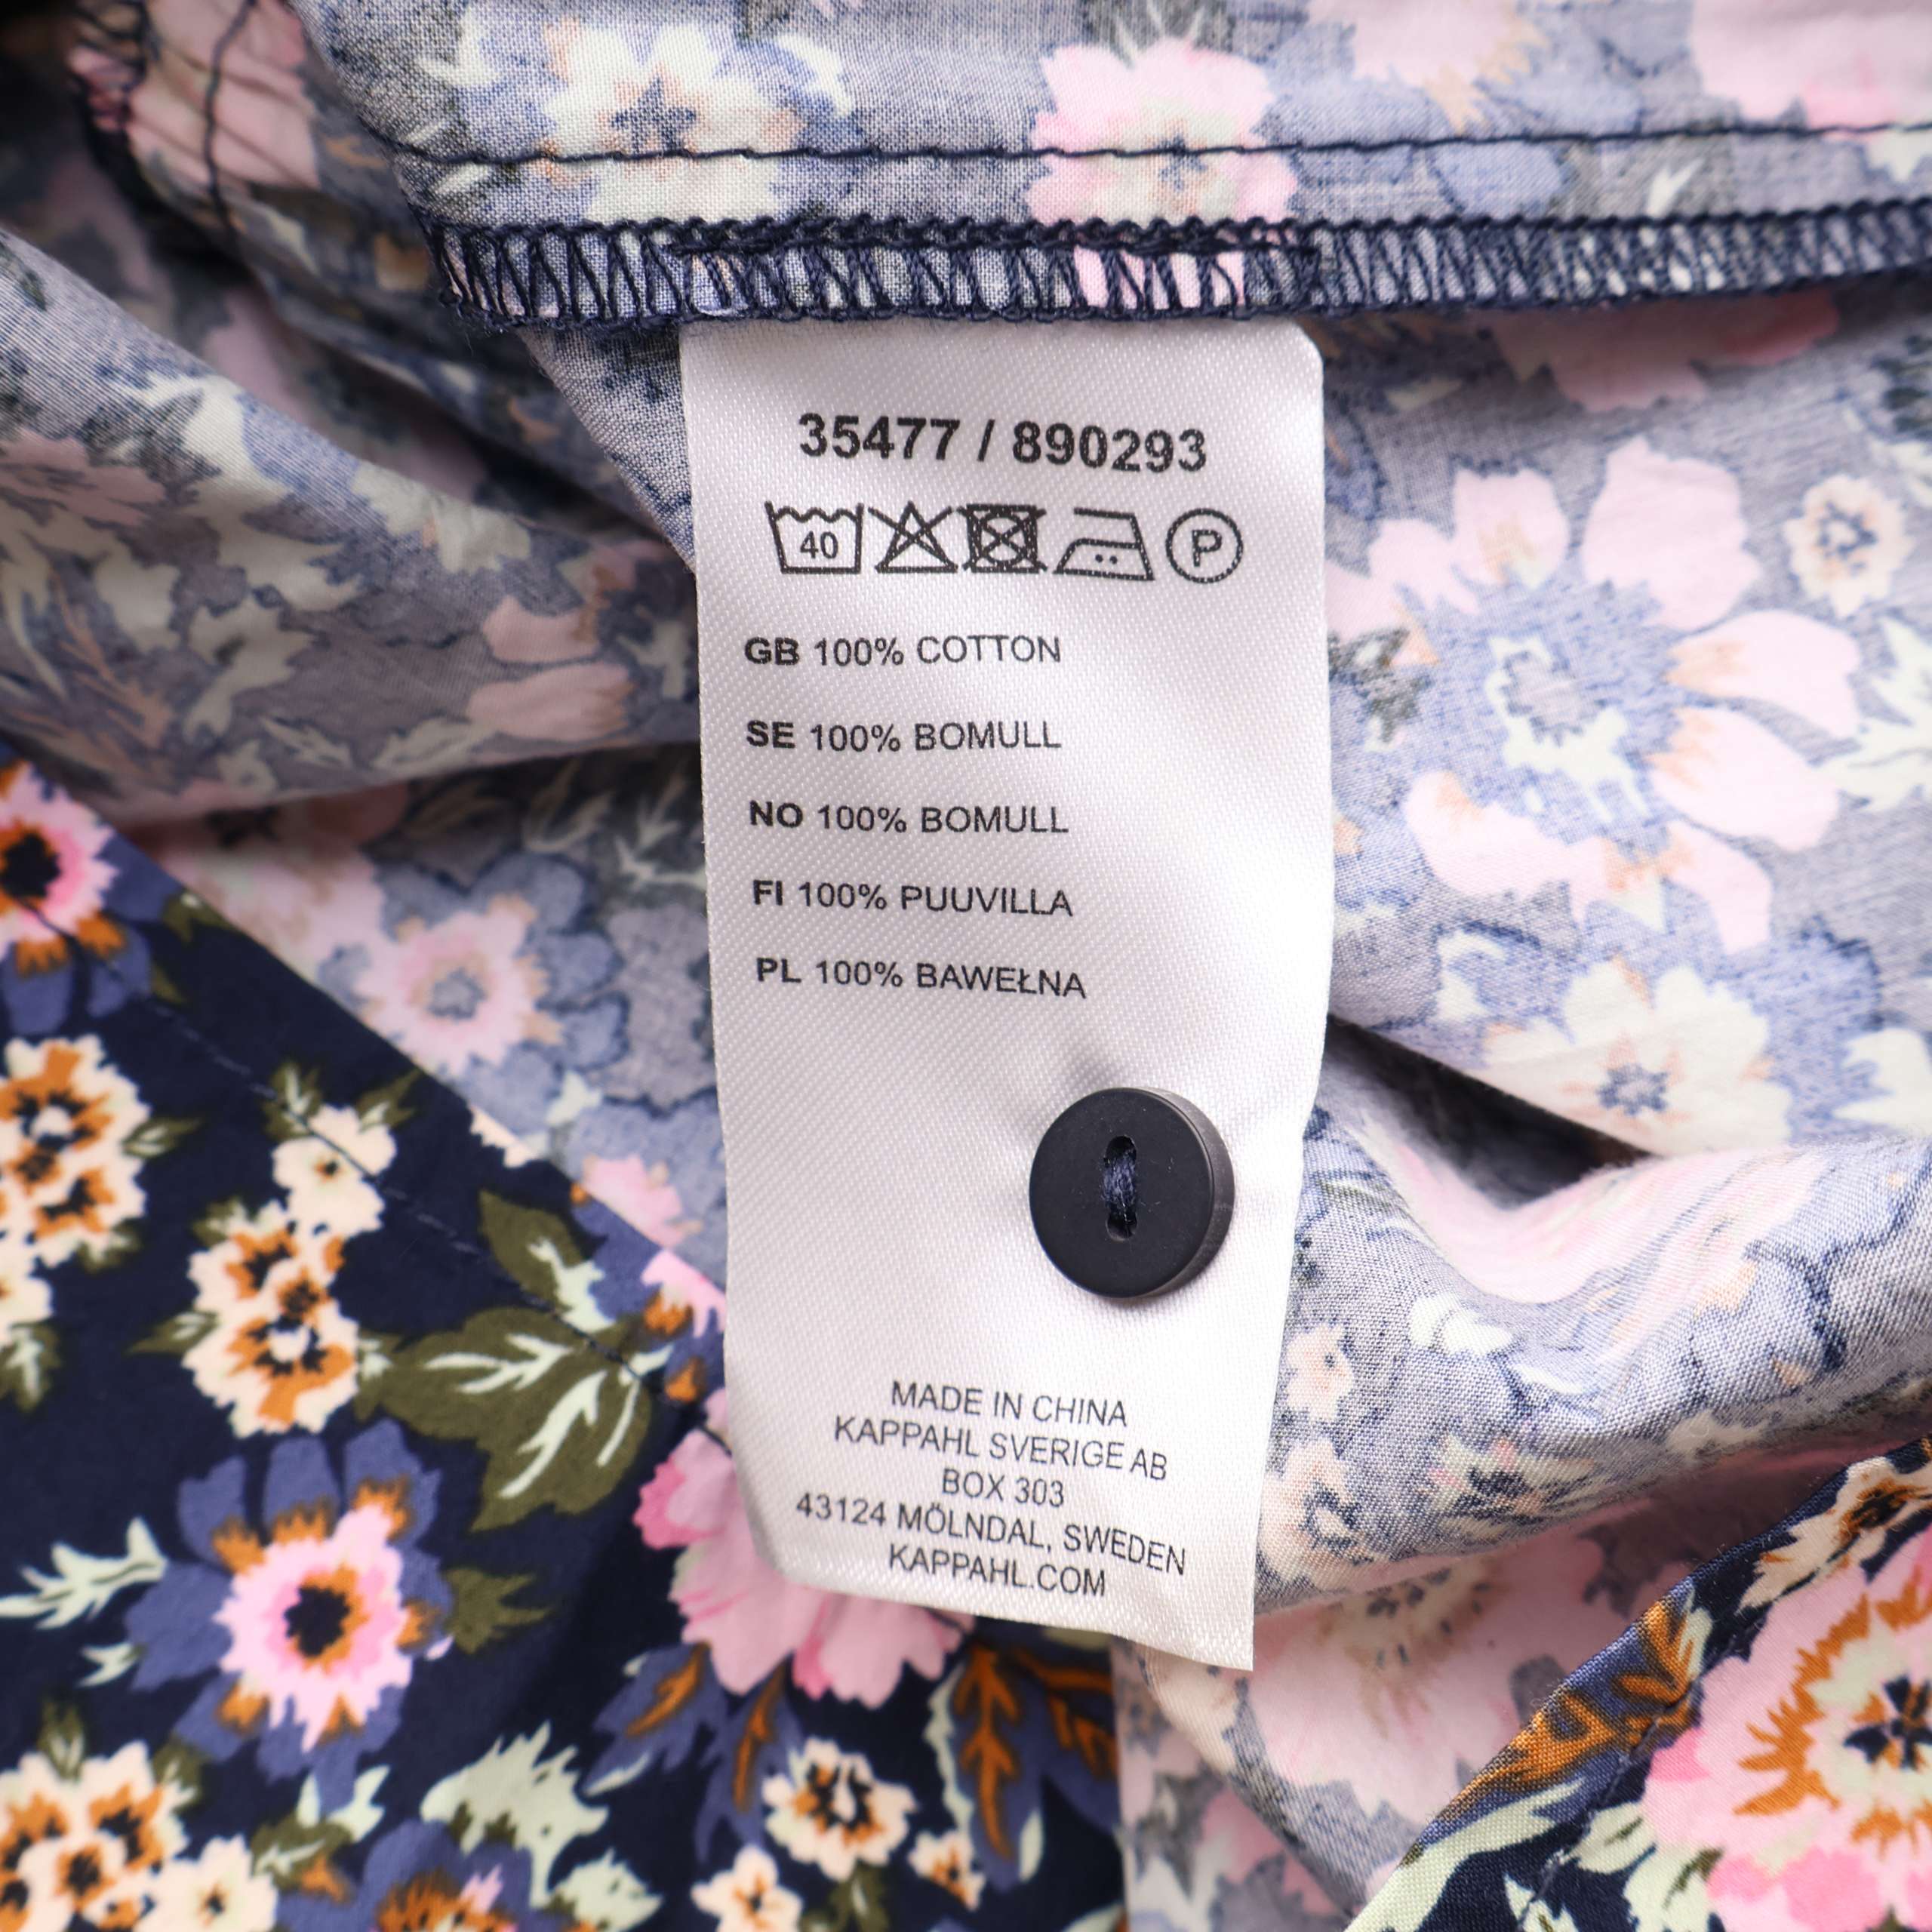 35477 / 890293
40 P
GB 100% COTTON
SE 100% BOMULL
NO 100% BOMULL
FI 100% PUUVILLA
PL 100% BAWEŁNA
MADE IN CHINA
KAPPAHL SVERIGE AB
BOX 303
43124 MÖLNDAL, SWEDEN
KAPPAHL.COM